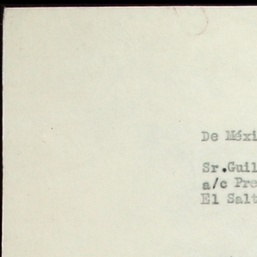 De Méxi
Sr.Guil
a/c Pre
El Salt